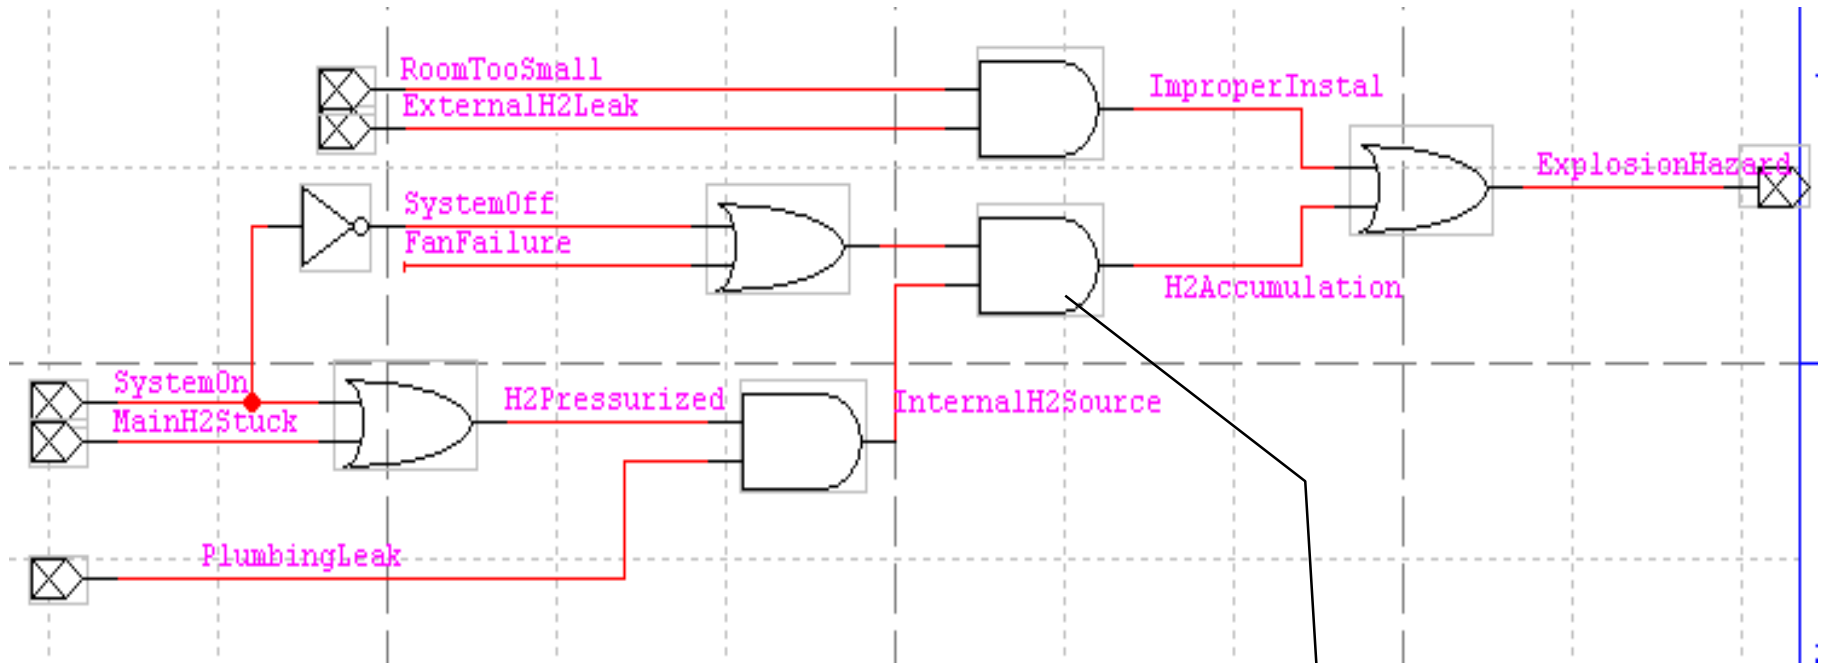 RoomTooSmall
ExternalH2Leak
ImproperInstal
ExplosionHazard
SystemOff
FanFailure
H2Accumulation
SystemOn
MainH2Stuck
H2Pressurized
InternalH2Source
PlumbingLeak